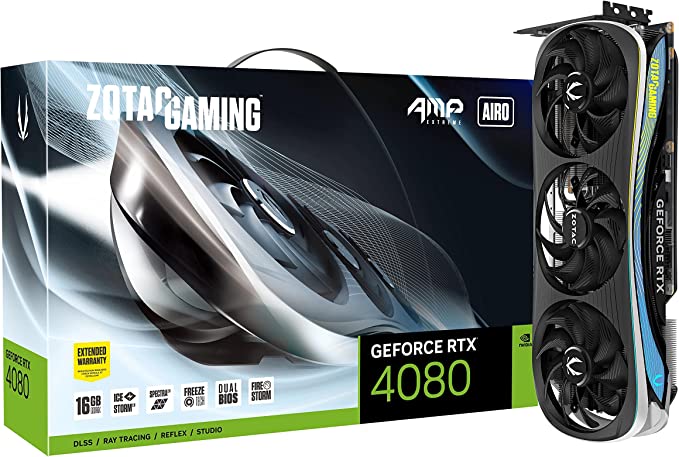 ZOTAC GAMING
AMP
EXTREME
AIRO
GEFORCE RTX
4080
EXTENDED
WARRANTY
16GB
ICE
STORM
SPECTRA
FREEZE
TECH
DUAL
BIOS
FIRE
STORM
GEFORCE RTX
4080
DLSS / RAY TRACING / REFLEX / STUDIO
ZOTAC GAMING
ZOTAC
GEFORCE RTX